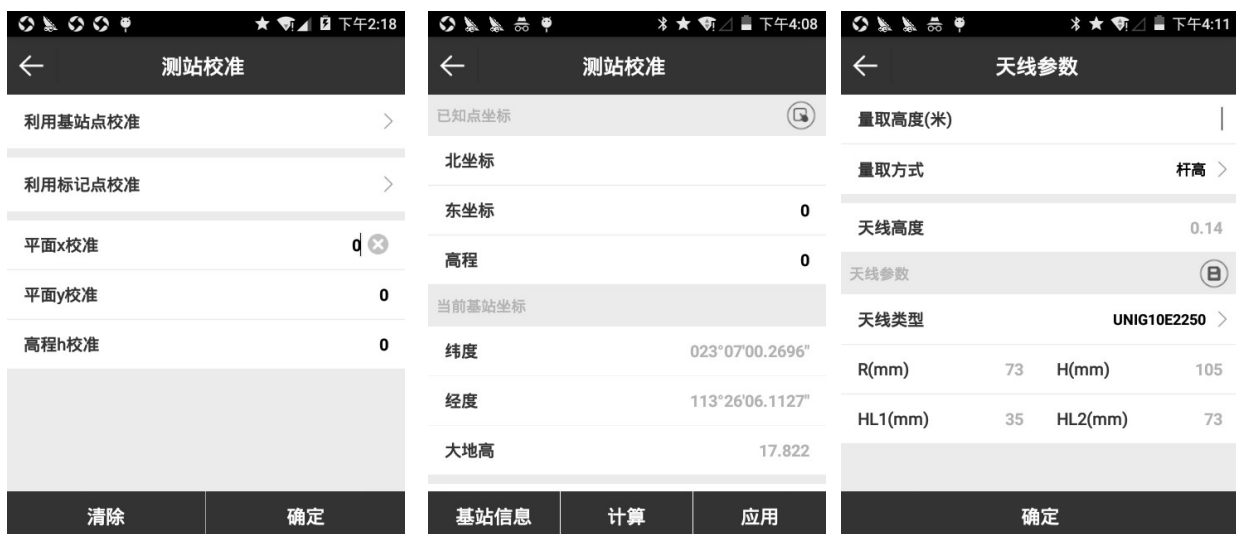 下午2:18
测站校准
利用基站点校准
利用标记点校准
平面x校准 0
平面y校准 0
高程h校准 0
清除 确定
下午4:08
测站校准
已知点坐标
北坐标
东坐标 0
高程 0
当前基站坐标
纬度 023°07'00.2696"
经度 113°26'06.1127"
大地高 17.822
基站信息 计算 应用
下午4:11
天线参数
量取高度(米)
量取方式 杆高
天线高度 0.14
天线参数
天线类型 UNIG10E2250
R(mm) 73 H(mm) 105
HL1(mm) 35 HL2(mm) 73
确定